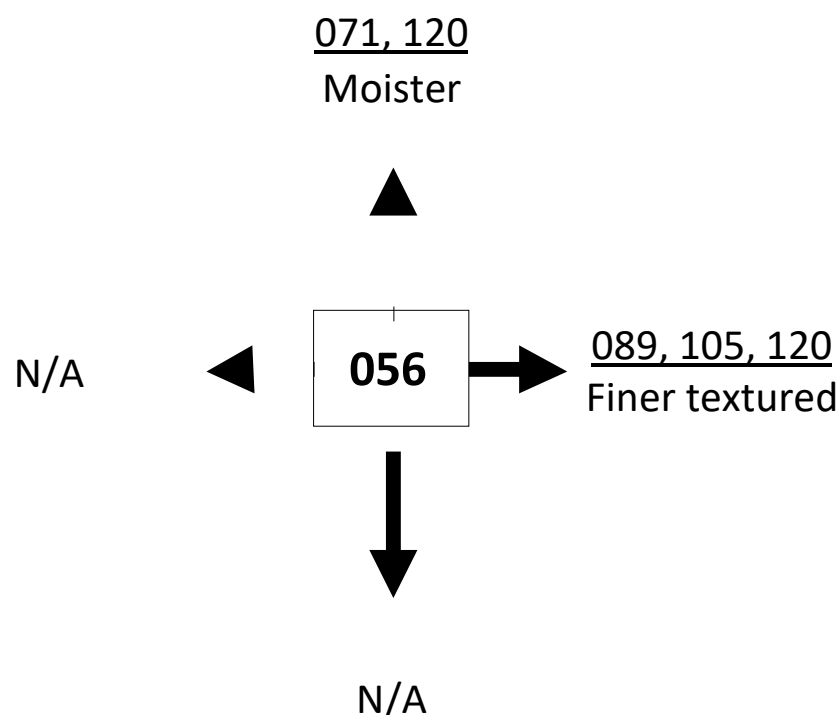 071, 120
Moister
N/A
056
089, 105, 120
Finer textured
N/A